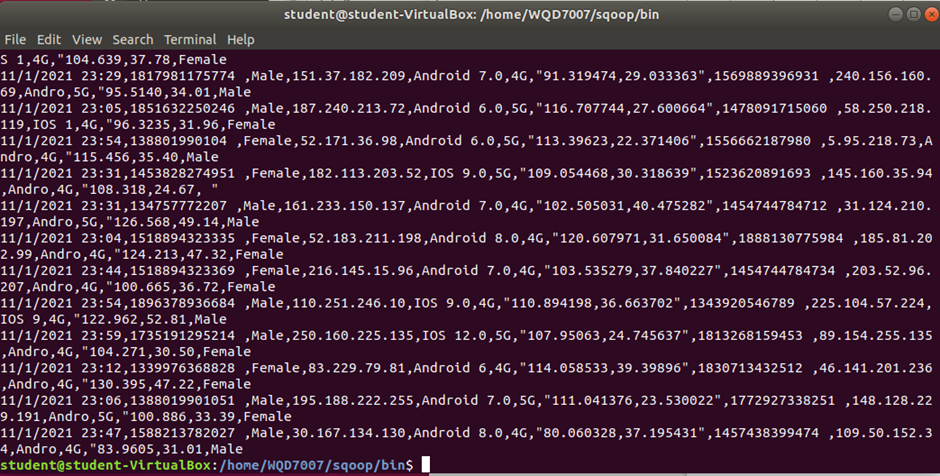 student@student-VirtualBox: /home/WQD7007/sqoop/bin
File Edit View Search Terminal Help
S 1,4G,"104.639,37.78,Female
11/1/2021 23:29,1817981175774 ,Male,151.37.182.209,Android 7.0,4G,"91.319474,29.033363",1569889396931 ,240.156.160.
69,Andro,5G,"95.5140,34.01,Male
11/1/2021 23:05,1851632250246 ,Male,187.240.213.72,Android 6.0,5G,"116.707744,27.600664",1478091715060 ,58.250.218.
119,IOS 1,4G,"96.3235,31.96,Female
11/1/2021 23:54,138801990104 ,Female,52.171.36.98,Android 6.0,5G,"113.39623,22.371406",1556662187980 ,5.95.218.73,A
ndro,4G,"115.456,35.40,Male
11/1/2021 23:31,1453828274951 ,Female,182.113.203.52,IOS 9.0,5G,"109.054468,30.318639",1523620891693 ,145.160.35.94
,Andro,4G,"108.318,24.67, "
11/1/2021 23:31,134757772207 ,Male,161.233.150.137,Android 7.0,4G,"102.505031,40.475282",1454744784712 ,31.124.210.
197,Andro,5G,"126.568,49.14,Male
11/1/2021 23:04,1518894323335 ,Female,52.183.211.198,Android 8.0,4G,"120.607971,31.650084",1888130775984 ,185.81.20
2.99,Andro,4G,"124.213,47.32,Female
11/1/2021 23:44,1518894323369 ,Female,216.145.15.96,Android 7.0,4G,"103.535279,37.840227",1454744784734 ,203.52.96.
207,Andro,4G,"100.665,36.72,Female
11/1/2021 23:54,1896378936684 ,Male,110.251.246.10,IOS 9.0,4G,"110.894198,36.663702",1343920546789 ,225.104.57.224,
IOS 9,4G,"122.962,52.81,Male
11/1/2021 23:59,1735191295214 ,Male,250.160.225.135,IOS 12.0,5G,"107.95063,24.745637",1813268159453 ,89.154.255.135
,Andro,4G,"104.271,30.50,Female
11/1/2021 23:12,1339976368828 ,Female,83.229.79.81,Android 6,4G,"114.058533,39.39896",1830713432512 ,46.141.201.236
,Andro,4G,"130.395,47.22,Female
11/1/2021 23:06,1388019901051 ,Male,195.188.222.255,Android 7.0,5G,"111.041376,23.530022",1772927338251 ,148.128.22
9.191,Andro,5G,"100.886,33.39,Female
11/1/2021 23:47,1588213782027 ,Male,30.167.134.130,Android 8.0,4G,"80.060328,37.195431",1457438399474 ,109.50.152.3
4,Andro,4G,"83.9605,31.01,Male
student@student-VirtualBox:/home/WQD7007/sqoop/bin$